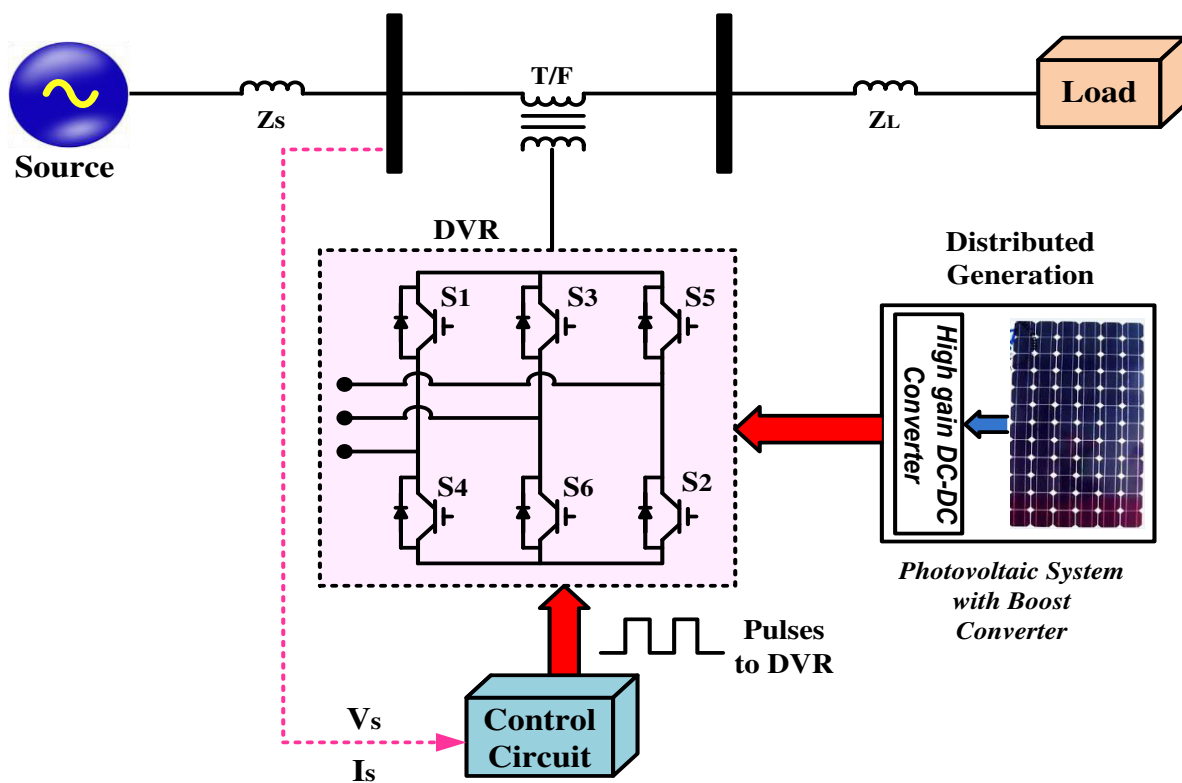 T/F
Zs
ZL
Load
Source
DVR
S1
S3
S5
S4
S6
S2
Distributed
Generation
High gain DC-DC
Converter
Photovoltaic System
with Boost
Converter
Pulses
to DVR
Vs
Is
Control
Circuit